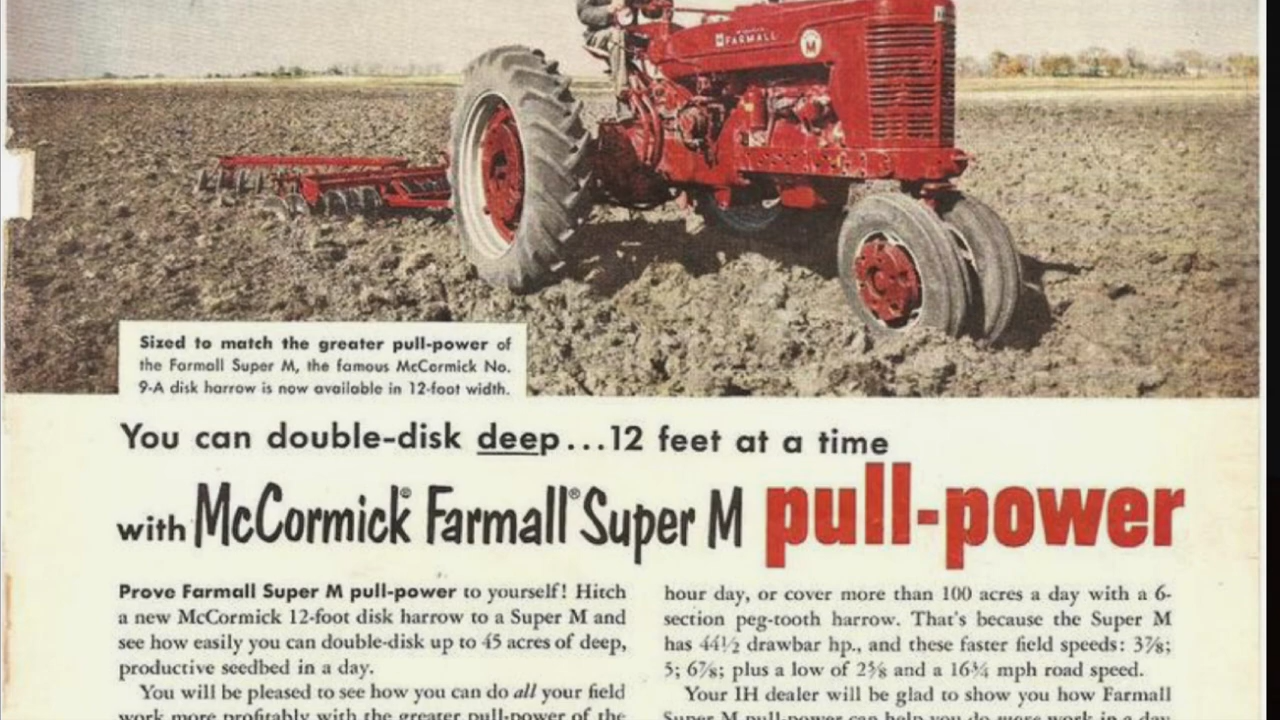 FARMALL
M
Sized to match the greater pull-power of
the Farmall Super M, the famous McCormick No.
9-A disk harrow is now available in 12-foot width.
You can double-disk deep...12 feet at a time
with McCormick® Farmall® Super M pull-power
Prove Farmall Super M pull-power to yourself! Hitch
a new McCormick 12-foot disk harrow to a Super M and
see how easily you can double-disk up to 45 acres of deep,
productive seedbed in a day.
You will be pleased to see how you can do all your field
work more profitably with the greater pull-power of the
hour day, or cover more than 100 acres a day with a 6-
section peg-tooth harrow. That's because the Super M
has 44½ drawbar hp., and these faster field speeds: 3⅞;
5; 6⅞; plus a low of 2⅝ and a 16¾ mph road speed.
Your IH dealer will be glad to show you how Farmall
Super M pull-power can help you do more work in a day